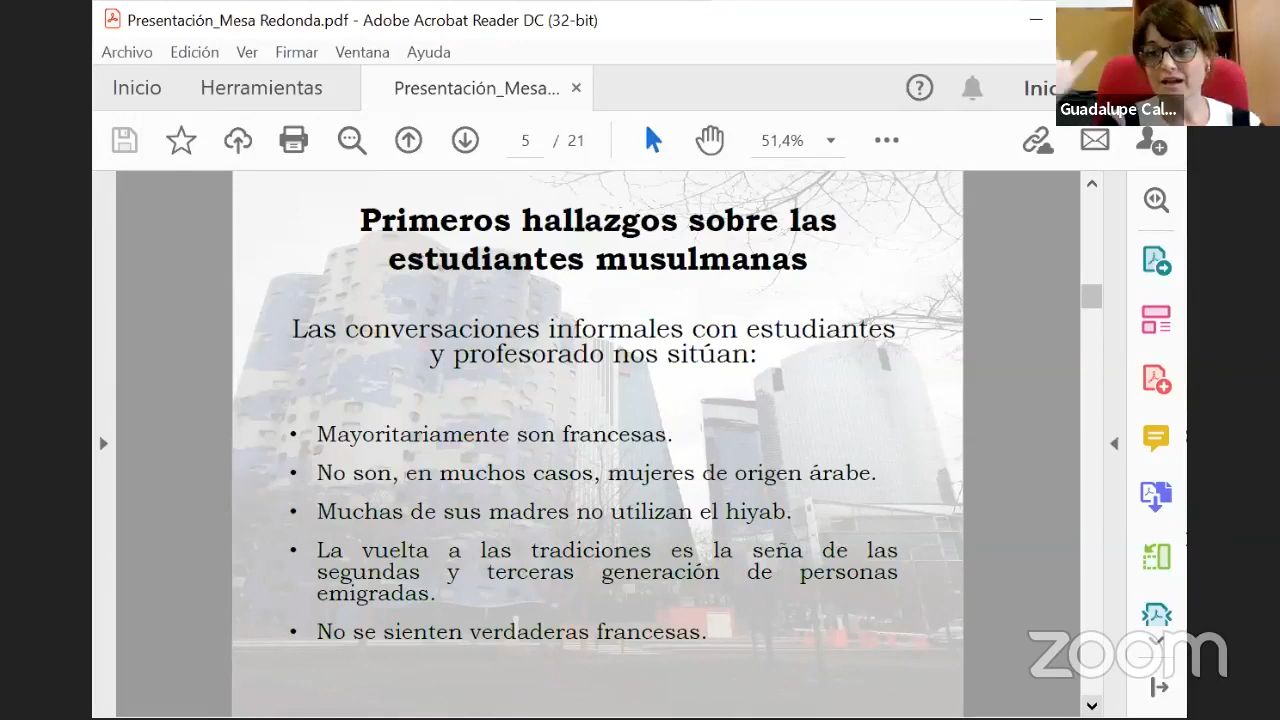 Presentación_Mesa Redonda.pdf - Adobe Acrobat Reader DC (32-bit)
Archivo Edición Ver Firmar Ventana Ayuda
Inicio Herramientas Presentación_Mesa... × Inic
5 / 21 51,4%
Guadalupe Cal...
Primeros hallazgos sobre las
estudiantes musulmanas
Las conversaciones informales con estudiantes
y profesorado nos sitúan:
• Mayoritariamente son francesas.
• No son, en muchos casos, mujeres de origen árabe.
• Muchas de sus madres no utilizan el hiyab.
• La vuelta a las tradiciones es la seña de las
segundas y terceras generación de personas
emigradas.
• No se sienten verdaderas francesas.
zoom